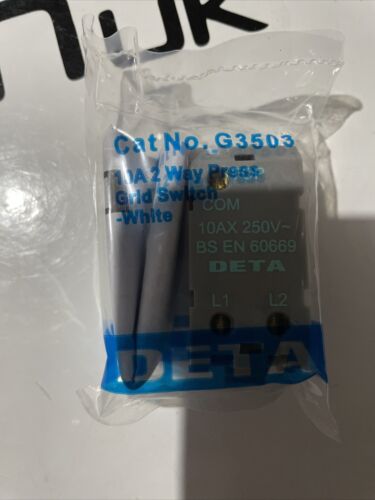 Cat No. G3503
10A 2 Way Press
Grid Switch
-White
COM
10AX 250V~
BS EN 60669
DETA
L1 L2
DETA